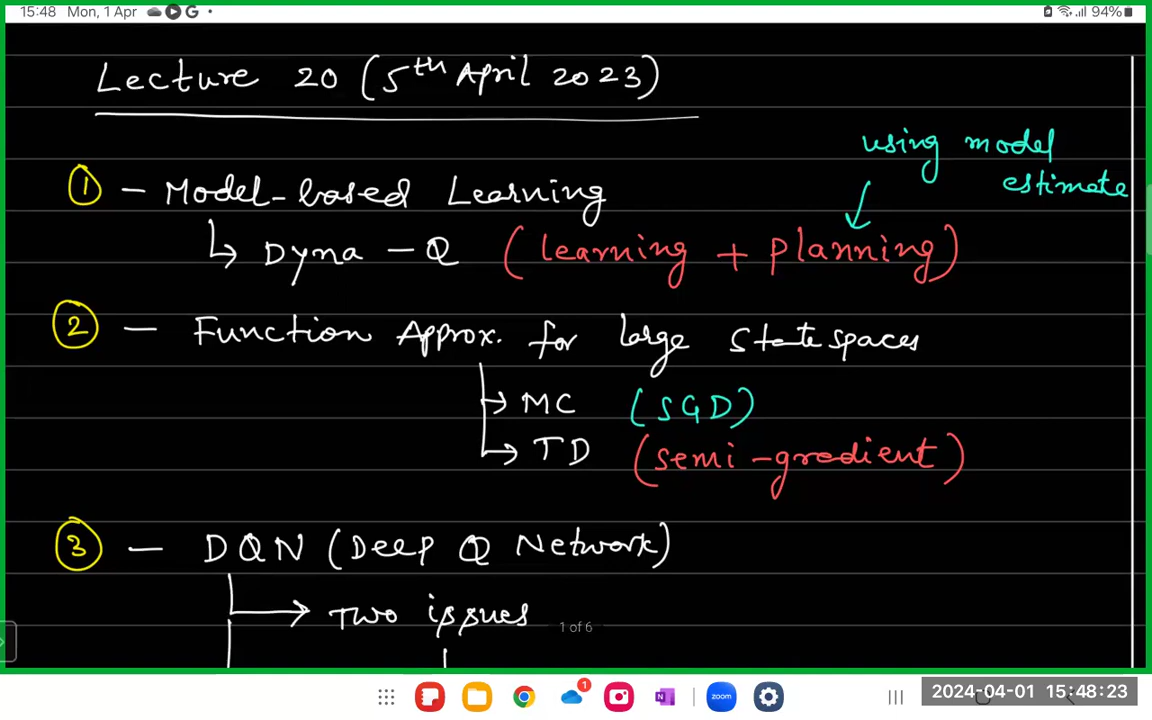 15:48 Mon, 1 Apr
94%
Lecture 20 (5th April 2023)
using model
estimate
1 - Model-based Learning
Dyna - Q (learning + Planning)
2 - Function Approx. for large State spaces
MC (SGD)
TD (semi-gradient)
3 - DQN (Deep Q Network)
Two issues
1 of 6
1
zoom
2024-04-01 15:48:23